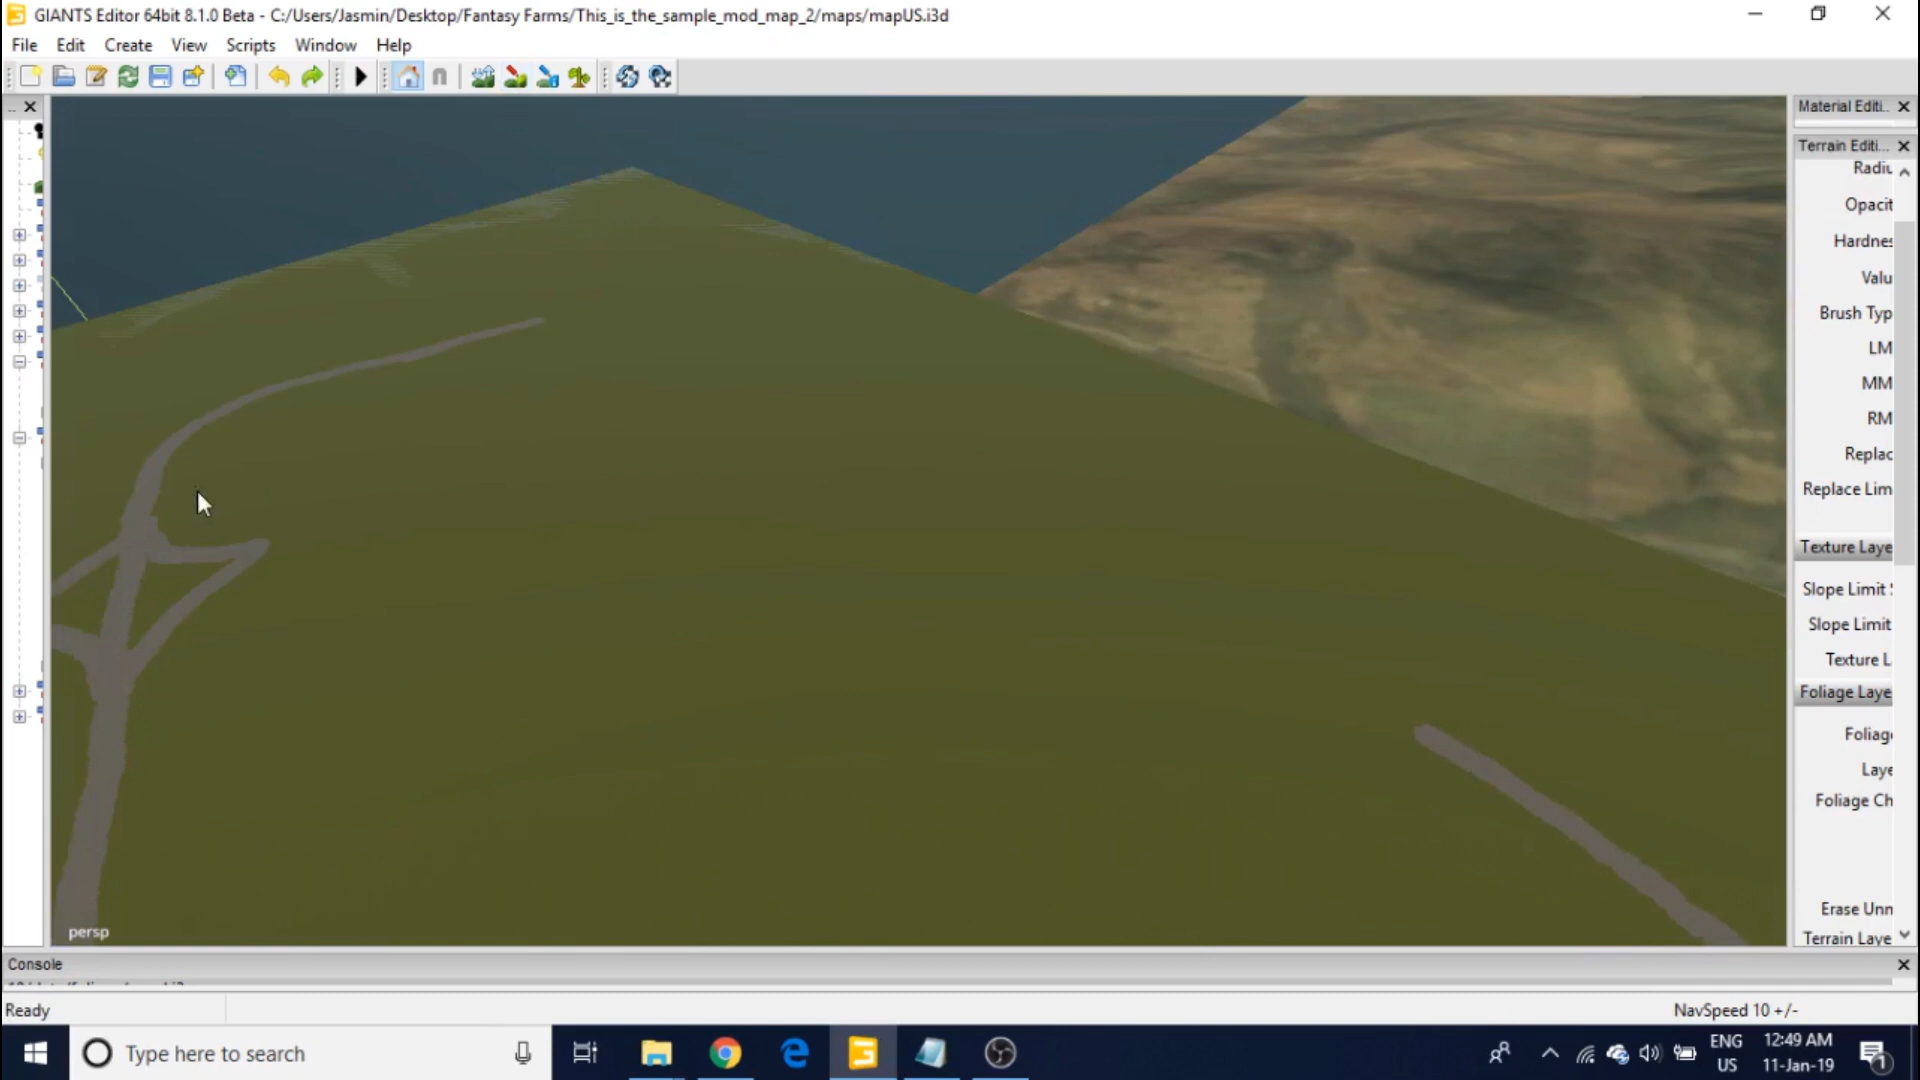 GIANTS Editor 64bit 8.1.0 Beta - C:/Users/Jasmin/Desktop/Fantasy Farms/This_is_the_sample_mod_map_2/maps/mapUS.i3d
File Edit Create View Scripts Window Help
..
Material Editi..
Terrain Editi...
Radiu
Opacit
Hardnes
Valu
Brush Typ
LM
MM
RM
Replac
Replace Lim
Texture Laye
Slope Limit
Slope Limit
Texture L
Foliage Laye
Foliag
Laye
Foliage Ch
Erase Unn
Terrain Laye
persp
Console
Ready
NavSpeed 10 +/-
Type here to search
ENG
US
12:49 AM
11-Jan-19
1